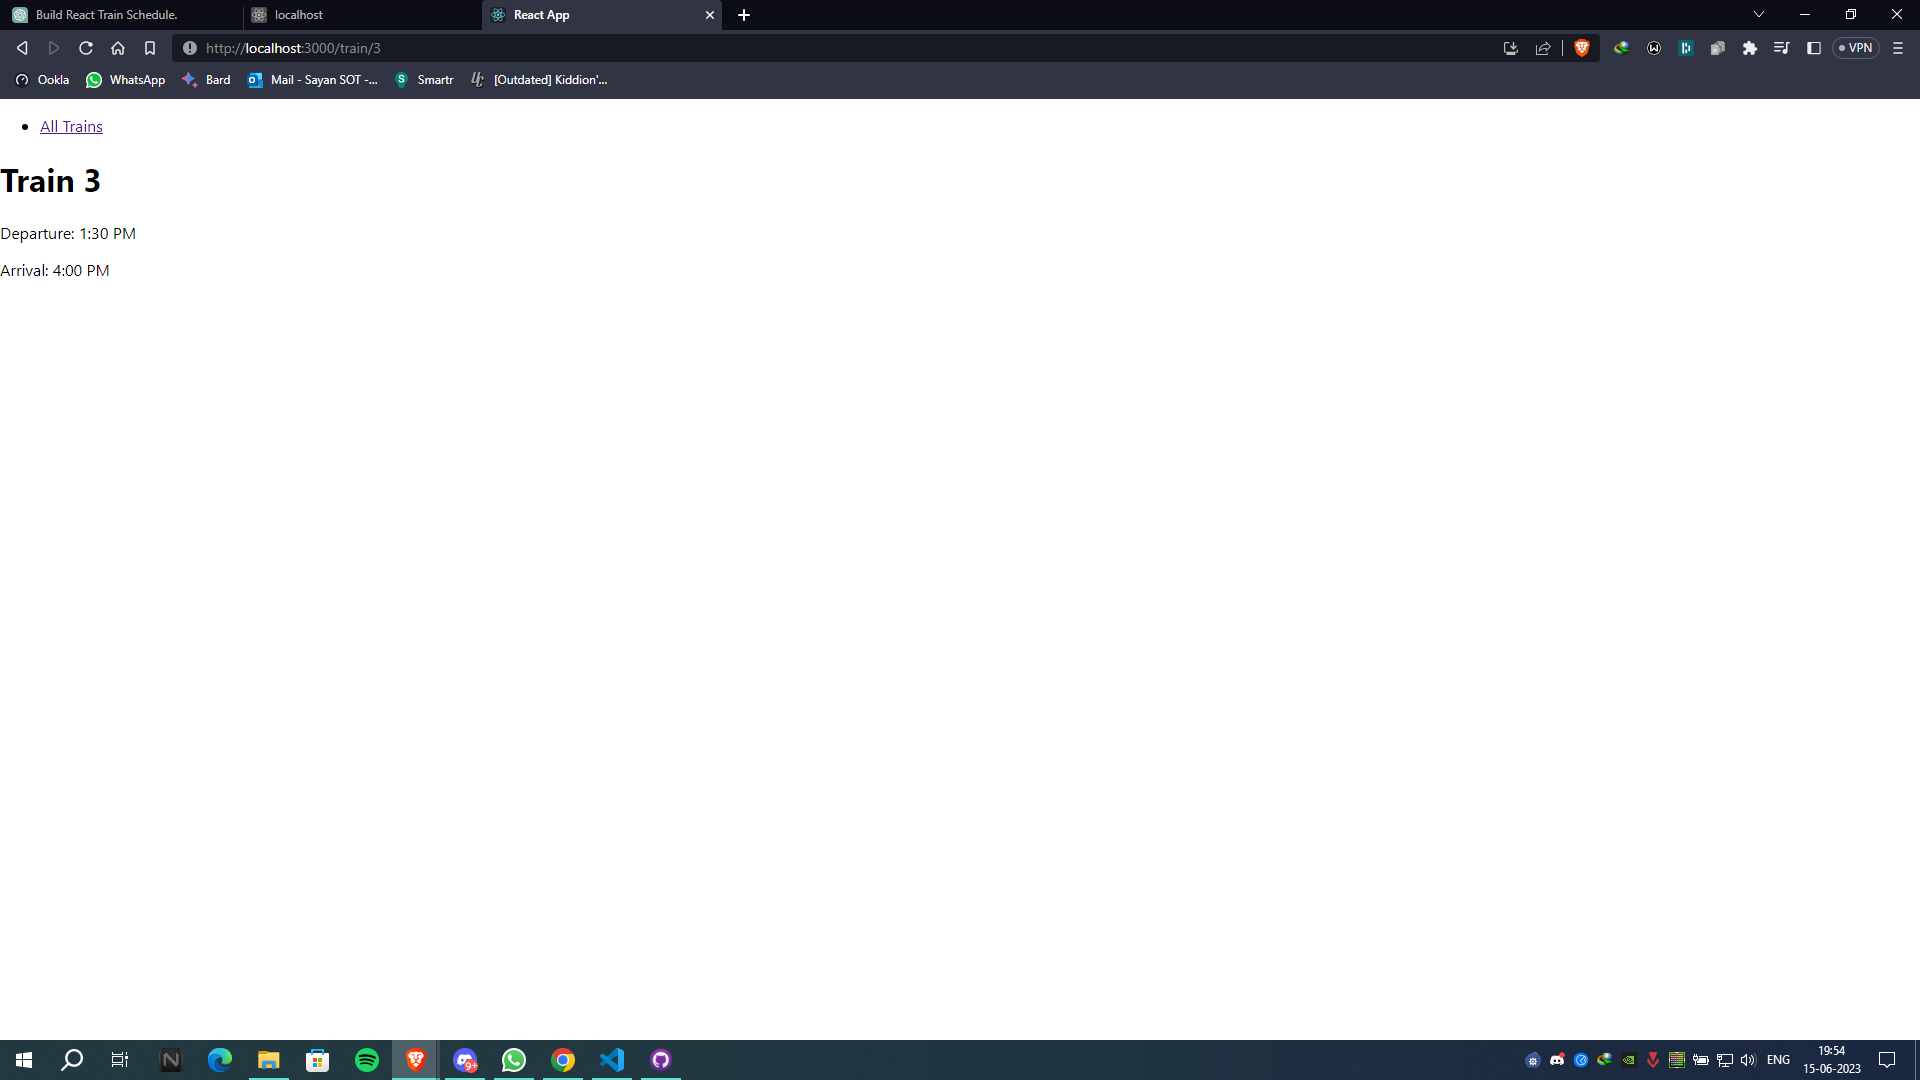 Build React Train Schedule.
localhost
React App
http://localhost:3000/train/3
VPN
Ookla
WhatsApp
Bard
Mail - Sayan SOT -...
Smartr
[Outdated] Kiddion'...
All Trains
Train 3
Departure: 1:30 PM
Arrival: 4:00 PM
9+
ENG
19:54
15-06-2023